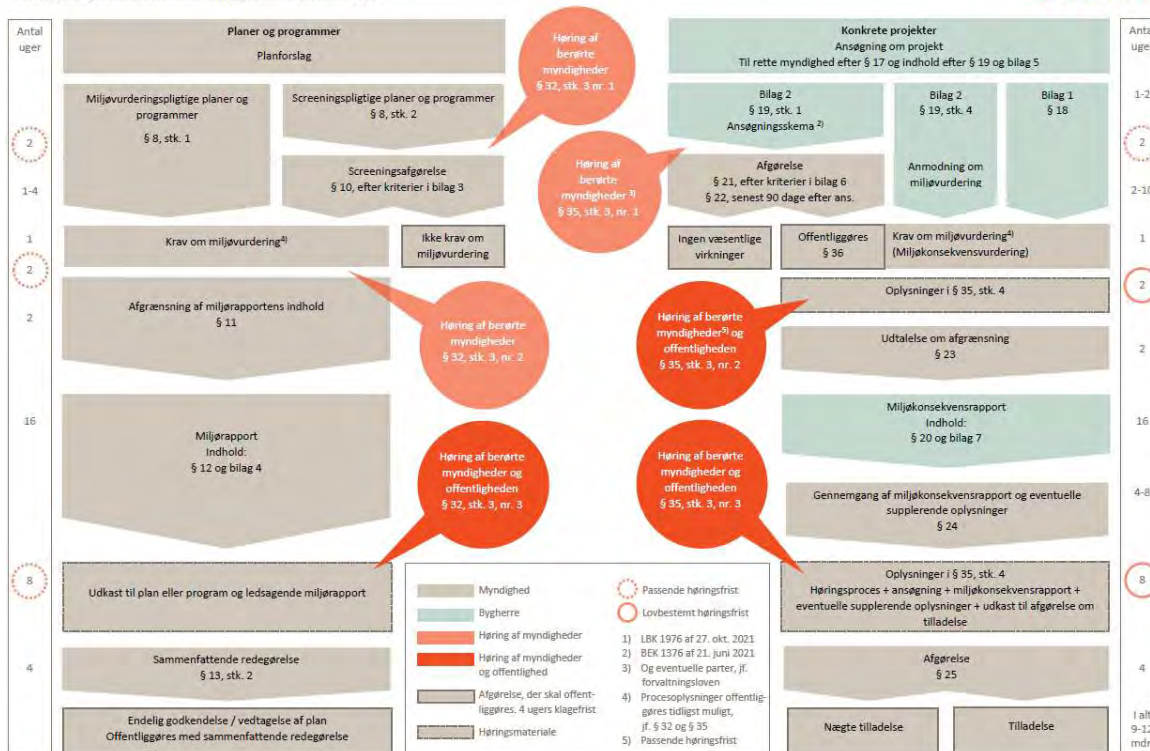 Antal
uger
2
1-4
1
2
2
16
8
4
Planer og programmer
Planforslag
Miljøvurderingspligtige planer og
programmer
§ 8, stk. 1
Screeningspligtige planer og programmer
§ 8, stk. 2
Screeningsafgørelse
§ 10, efter kriterier i bilag 3
Krav om miljøvurdering4)
Ikke krav om
miljøvurdering
Afgrænsning af miljørapportens indhold
§ 11
Miljørapport
Indhold:
§ 12 og bilag 4
Udkast til plan eller program og ledsagende miljørapport
Sammenfattende redegørelse
§ 13, stk. 2
Endelig godkendelse / vedtagelse af plan
Offentliggøres med sammenfattende redegørelse
Høring af
berørte
myndigheder
§ 32, stk. 3 nr. 1
Høring af
berørte
myndigheder 3)
§ 35, stk. 3, nr. 1
Høring af berørte
myndigheder
§ 32, stk. 3, nr. 2
Høring af berørte
myndigheder5) og
offentligheden
§ 35, stk. 3, nr. 2
Høring af berørte
myndigheder og
offentligheden
§ 32, stk. 3, nr. 3
Høring af berørte
myndigheder og
offentligheden
§ 35, stk. 3, nr. 3
Myndighed
Bygherre
Høring af myndigheder
Høring af myndigheder
og offentlighed
Afgørelse, der skal offent-
liggøres. 4 ugers klagefrist
Høringsmateriale
Passende høringsfrist
Lovbestemt høringsfrist
1) LBK 1976 af 27. okt. 2021
2) BEK 1376 af 21. juni 2021
3) Og eventuelle parter, jf.
forvaltningsloven
4) Procesoplysninger offentlig-
gøres tidligst muligt,
jf. § 32 og § 35
5) Passende høringsfrist
Konkrete projekter
Ansøgning om projekt
Til rette myndighed efter § 17 og indhold efter § 19 og bilag 5
Bilag 2
§ 19, stk. 1
Ansøgningsskema 2)
Bilag 2
§ 19, stk. 4
Anmodning om
miljøvurdering
Bilag 1
§ 18
Afgørelse
§ 21, efter kriterier i bilag 6
§ 22, senest 90 dage efter ans.
Ingen væsentlige
virkninger
Offentliggøres
§ 36
Krav om miljøvurdering4)
(Miljøkonsekvensvurdering)
Oplysninger i § 35, stk. 4
Udtalelse om afgrænsning
§ 23
Miljøkonsekvensrapport
Indhold:
§ 20 og bilag 7
Gennemgang af miljøkonsekvensrapport og eventuelle
supplerende oplysninger
§ 24
Oplysninger i § 35, stk. 4
Høringsproces + ansøgning + miljøkonsekvensrapport +
eventuelle supplerende oplysninger + udkast til afgørelse om
tilladelse
Afgørelse
§ 25
Nægte tilladelse
Tilladelse
Anta
uger
1-2
2
2-10
1
2
2
16
4-8
8
4
I alt
9-12
mdr